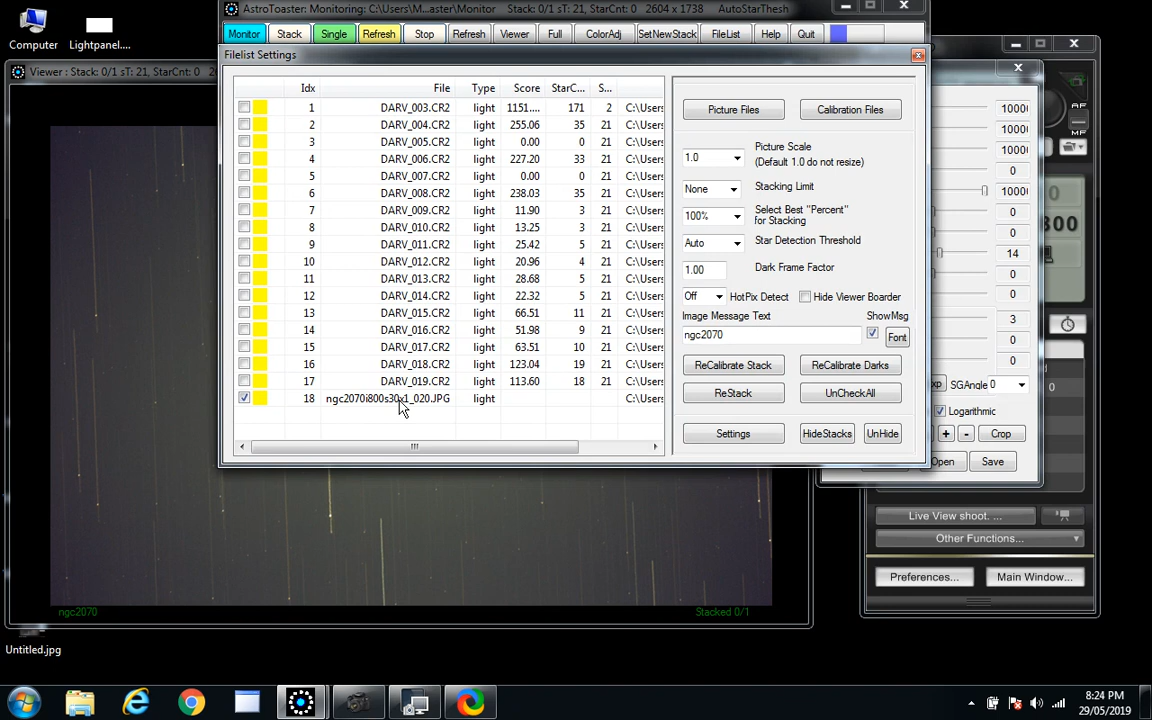 Computer
Lightpanel....
AstroToaster: Monitoring: C:\Users\M...aster\Monitor Stack: 0/1, StarCnt: 0 2604 x 1738 AutoStarThesh
Monitor Stack Single Refresh Stop Refresh Viewer Full ColorAdj SetNewStack FileList Help Quit
Filelist Settings
Viewer : Stack: 0/1 sT: 21, StarCnt: 0
Idx File Type Score StarC... S...
1 DARV_003.CR2 light 1151.... 171 2 C:\Users
2 DARV_004.CR2 light 255.06 35 21 C:\Users
3 DARV_005.CR2 light 0.00 0 21 C:\Users
4 DARV_006.CR2 light 227.20 33 21 C:\Users
5 DARV_007.CR2 light 0.00 0 21 C:\Users
6 DARV_008.CR2 light 238.03 35 21 C:\Users
7 DARV_009.CR2 light 11.90 3 21 C:\Users
8 DARV_010.CR2 light 13.25 3 21 C:\Users
9 DARV_011.CR2 light 25.42 5 21 C:\Users
10 DARV_012.CR2 light 20.96 4 21 C:\Users
11 DARV_013.CR2 light 28.68 5 21 C:\Users
12 DARV_014.CR2 light 22.32 5 21 C:\Users
13 DARV_015.CR2 light 66.51 11 21 C:\Users
14 DARV_016.CR2 light 51.98 9 21 C:\Users
15 DARV_017.CR2 light 63.51 10 21 C:\Users
16 DARV_018.CR2 light 123.04 19 21 C:\Users
17 DARV_019.CR2 light 113.60 18 21 C:\Users
18 ngc2070i800s30x1_020.JPG light C:\Users
Picture Files Calibration Files
1.0 Picture Scale
(Default 1.0 do not resize)
None Stacking Limit
100% Select Best "Percent"
for Stacking
Auto Star Detection Threshold
1.00 Dark Frame Factor
Off HotPix Detect Hide Viewer Boarder
Image Message Text ShowMsg
ngc2070 Font
ReCalibrate Stack ReCalibrate Darks
ReStack UnCheckAll
Settings HideStacks UnHide
1000
1000
1000
0
1000
0
0
14
0
3
0
0
SGAngle 0
Logarithmic
+ - Crop
Open Save
AF
MF
800
0
Live View shoot. ...
Other Functions...
Preferences... Main Window...
ngc2070 Stacked 0/1
Untitled.jpg
8:24 PM
29/05/2019